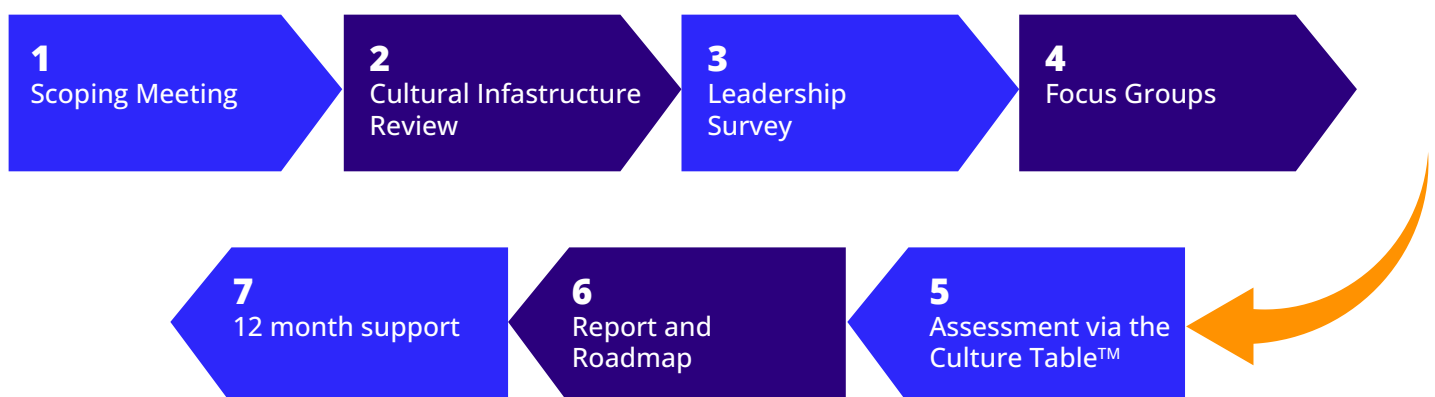 1
Scoping Meeting
2
Cultural Infastructure
Review
3
Leadership
Survey
4
Focus Groups
5
Assessment via the
Culture Table™
6
Report and
Roadmap
7
12 month support